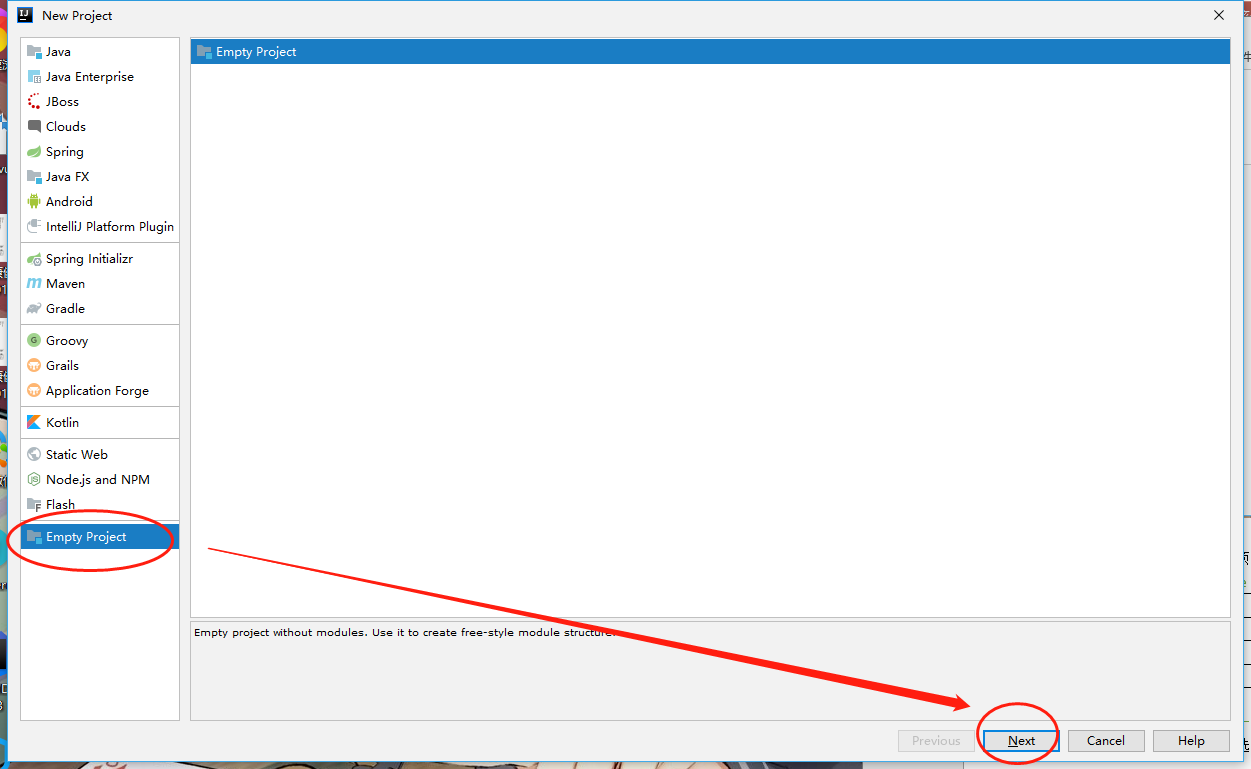 New Project
Java
Java Enterprise
JBoss
Clouds
Spring
Java FX
Android
IntelliJ Platform Plugin
Spring Initializr
Maven
Gradle
Groovy
Grails
Application Forge
Kotlin
Static Web
Node.js and NPM
Flash
Empty Project
Empty Project
Empty project without modules. Use it to create free-style module structure.
Previous
Next
Cancel
Help